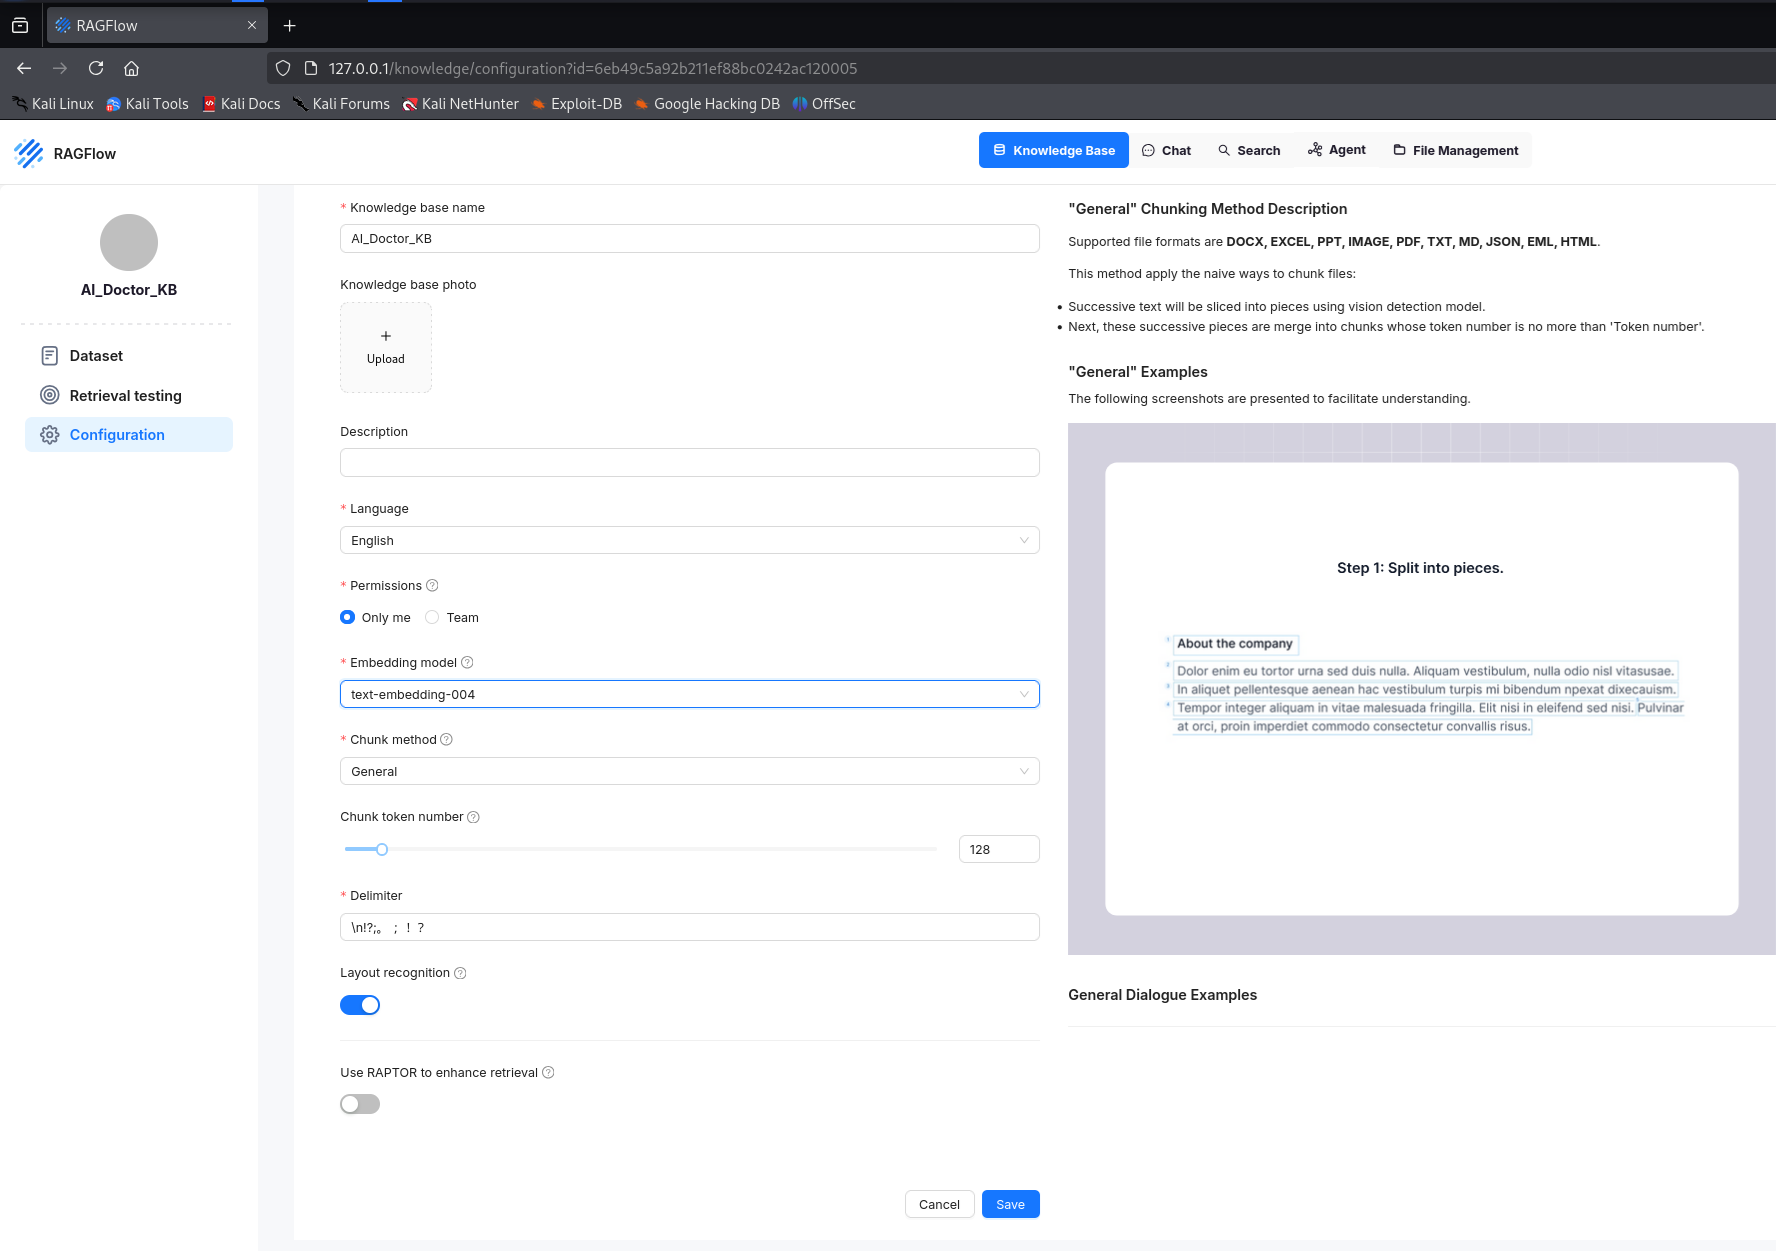 RAGFlow
127.0.0.1/knowledge/configuration?id=6eb49c5a92b211ef88bc0242ac120005
Kali Linux Kali Tools Kali Docs Kali Forums Kali NetHunter Exploit-DB Google Hacking DB OffSec
RAGFlow
Knowledge Base Chat Search Agent File Management
AI_Doctor_KB
Dataset
Retrieval testing
Configuration
* Knowledge base name
AI_Doctor_KB
Knowledge base photo
+
Upload
Description
* Language
English
* Permissions ?
Only me Team
* Embedding model ?
text-embedding-004
* Chunk method ?
General
Chunk token number ?
128
* Delimiter
\n!?;。；！？
Layout recognition ?
Use RAPTOR to enhance retrieval ?
Cancel Save
"General" Chunking Method Description
Supported file formats are DOCX, EXCEL, PPT, IMAGE, PDF, TXT, MD, JSON, EML, HTML.
This method apply the naive ways to chunk files:
• Successive text will be sliced into pieces using vision detection model.
• Next, these successive pieces are merge into chunks whose token number is no more than 'Token number'.
"General" Examples
The following screenshots are presented to facilitate understanding.
Step 1: Split into pieces.
1 About the company
2 Dolor enim eu tortor urna sed duis nulla. Aliquam vestibulum, nulla odio nisl vitasusae.
3 In aliquet pellentesque aenean hac vestibulum turpis mi bibendum npexat dixecauism.
4 Tempor integer aliquam in vitae malesuada fringilla. Elit nisi in eleifend sed nisi. Pulvinar
at orci, proin imperdiet commodo consectetur convallis risus.
General Dialogue Examples